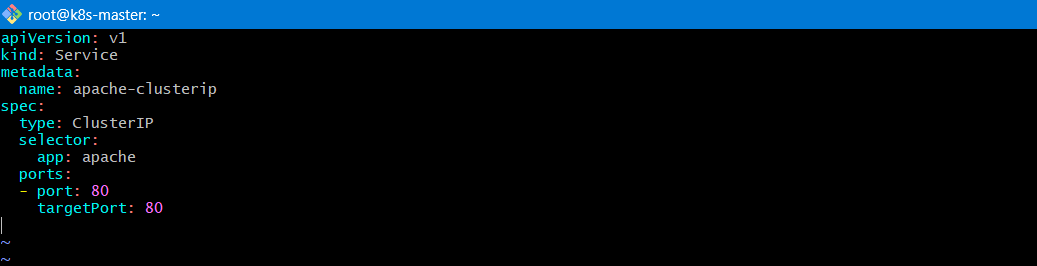 root@k8s-master: ~
apiVersion: v1
kind: Service
metadata:
  name: apache-clusterip
spec:
  type: ClusterIP
  selector:
    app: apache
  ports:
  - port: 80
    targetPort: 80

~
~